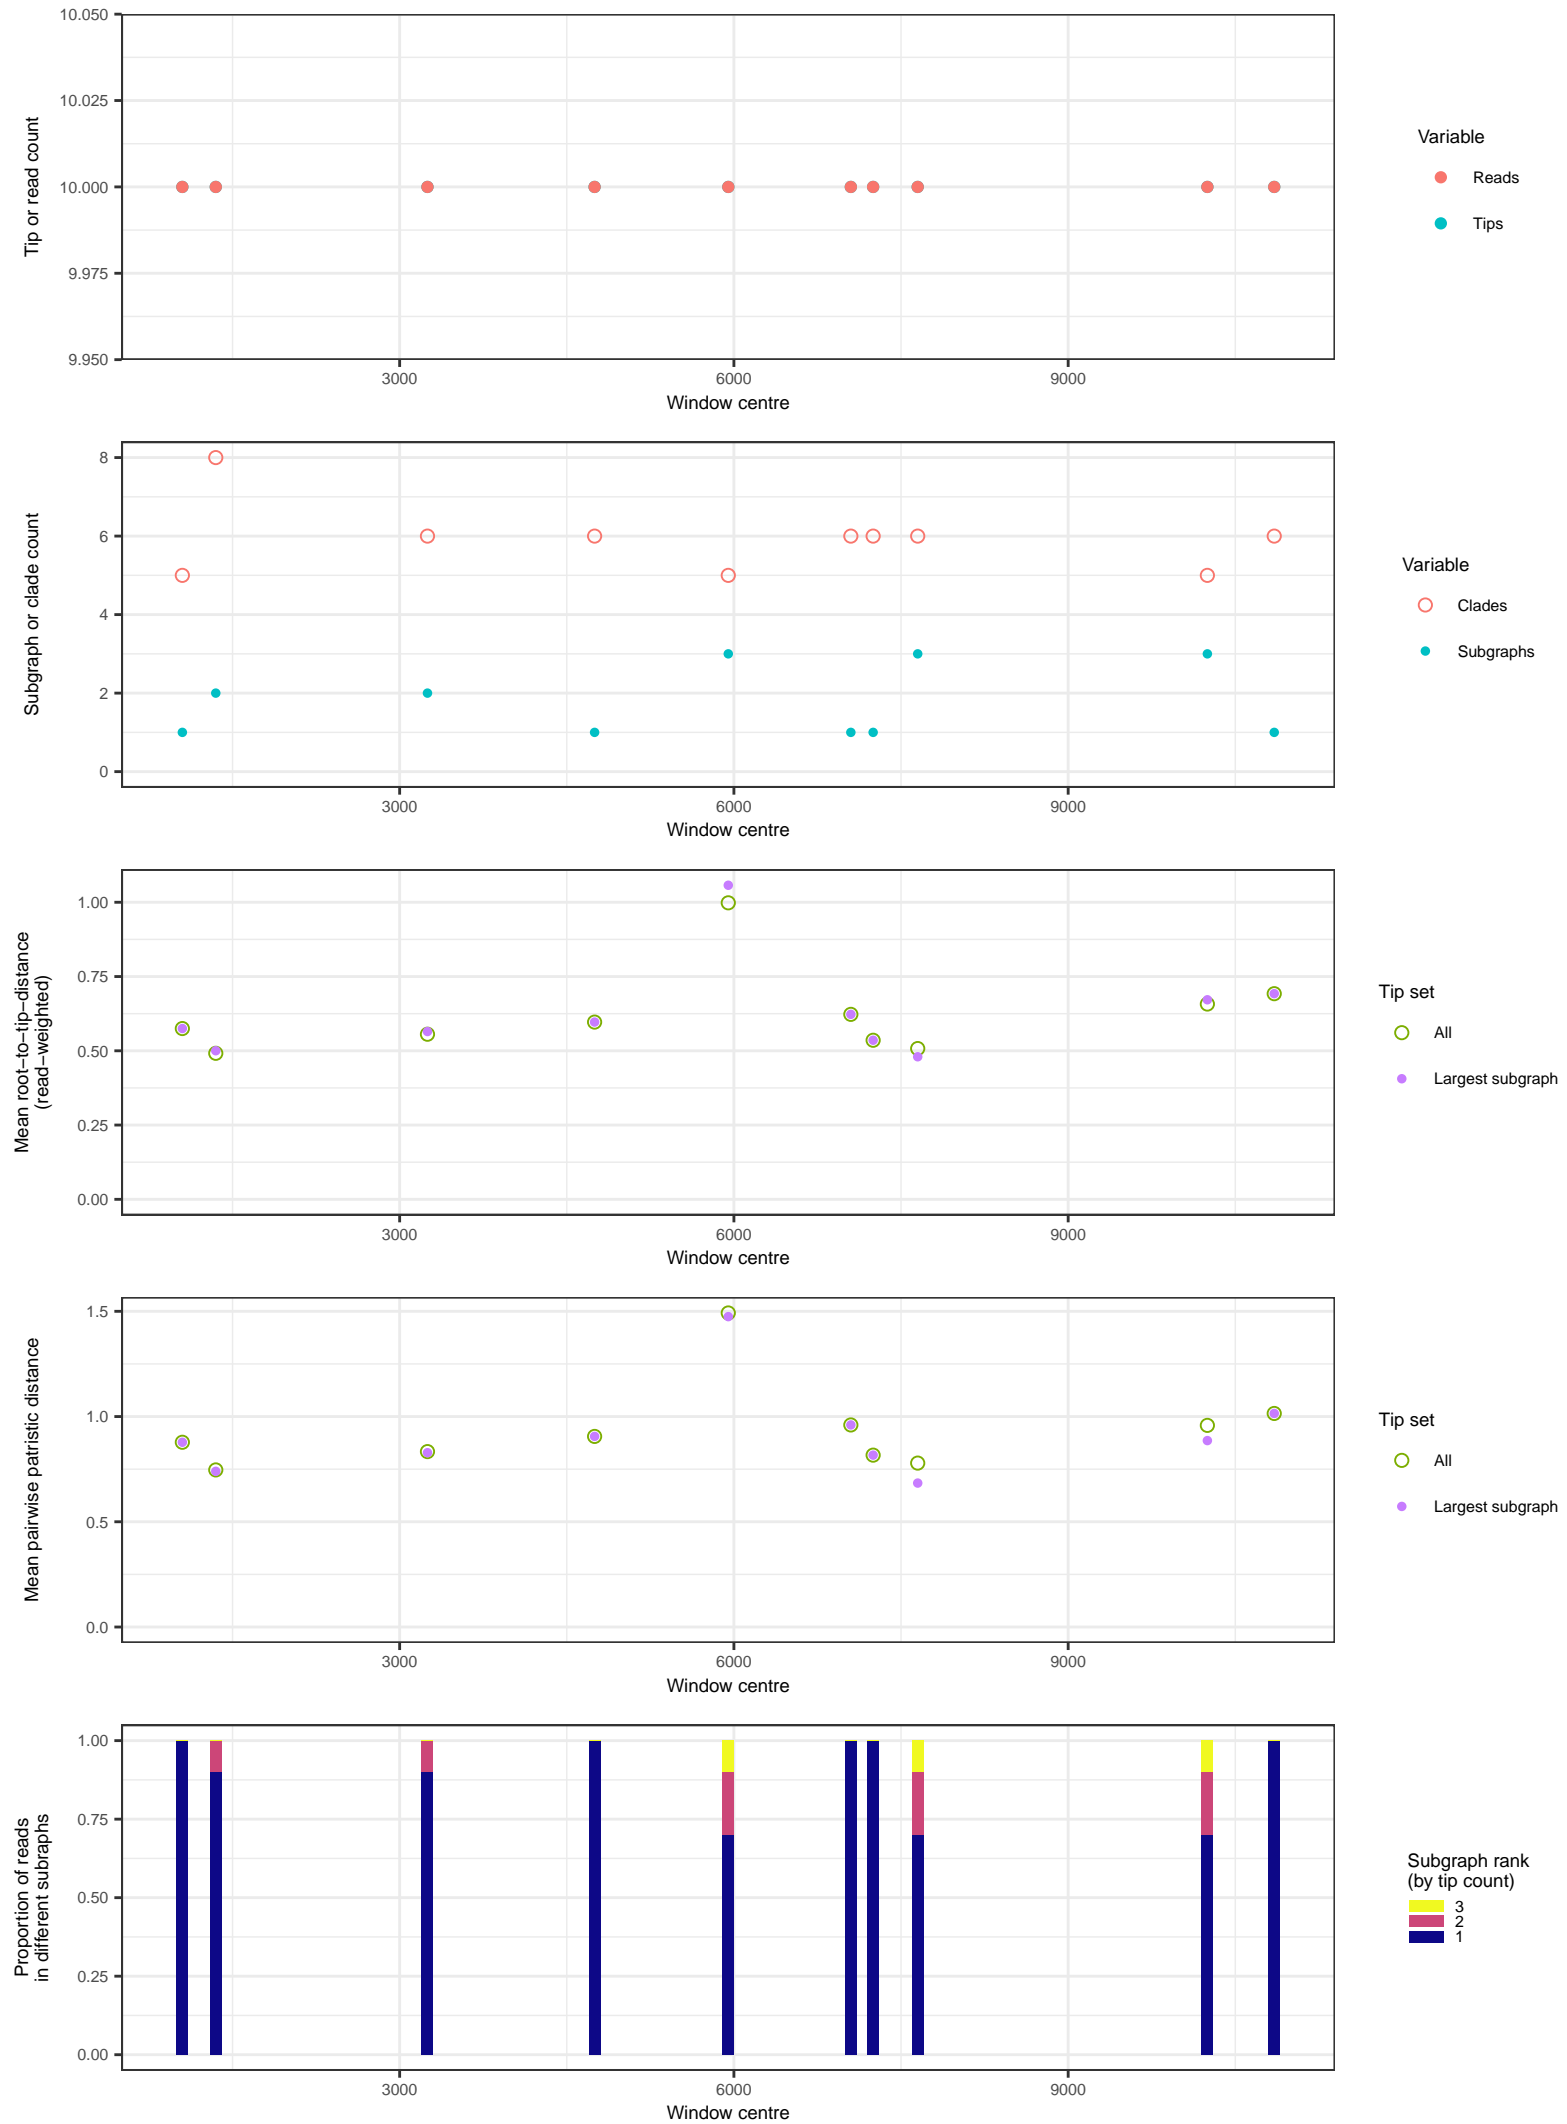 10.050
10.025
10.000
9.975
9.950
Tip or read count
3000 6000 9000
Window centre
Variable
Reads
Tips
8
6
4
2
0
Subgraph or clade count
3000 6000 9000
Window centre
Variable
Clades
Subgraphs
1.00
0.75
0.50
0.25
0.00
Mean root−to−tip−distance
(read−weighted)
3000 6000 9000
Window centre
Tip set
All
Largest subgraph
1.5
1.0
0.5
0.0
Mean pairwise patristic distance
3000 6000 9000
Window centre
Tip set
All
Largest subgraph
1.00
0.75
0.50
0.25
0.00
Proportion of reads
in different subraphs
3000 6000 9000
Window centre
Subgraph rank
(by tip count)
3
2
1